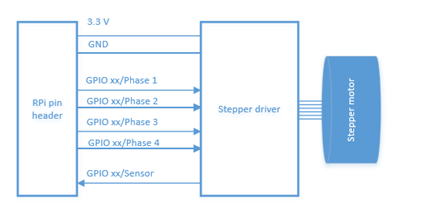 3.3 V
GND
GPIO xx/Phase 1
GPIO xx/Phase 2
RPi pin
header
GPIO xx/Phase 3
GPIO xx/Phase 4
GPIO xx/Sensor
Stepper driver
Stepper motor